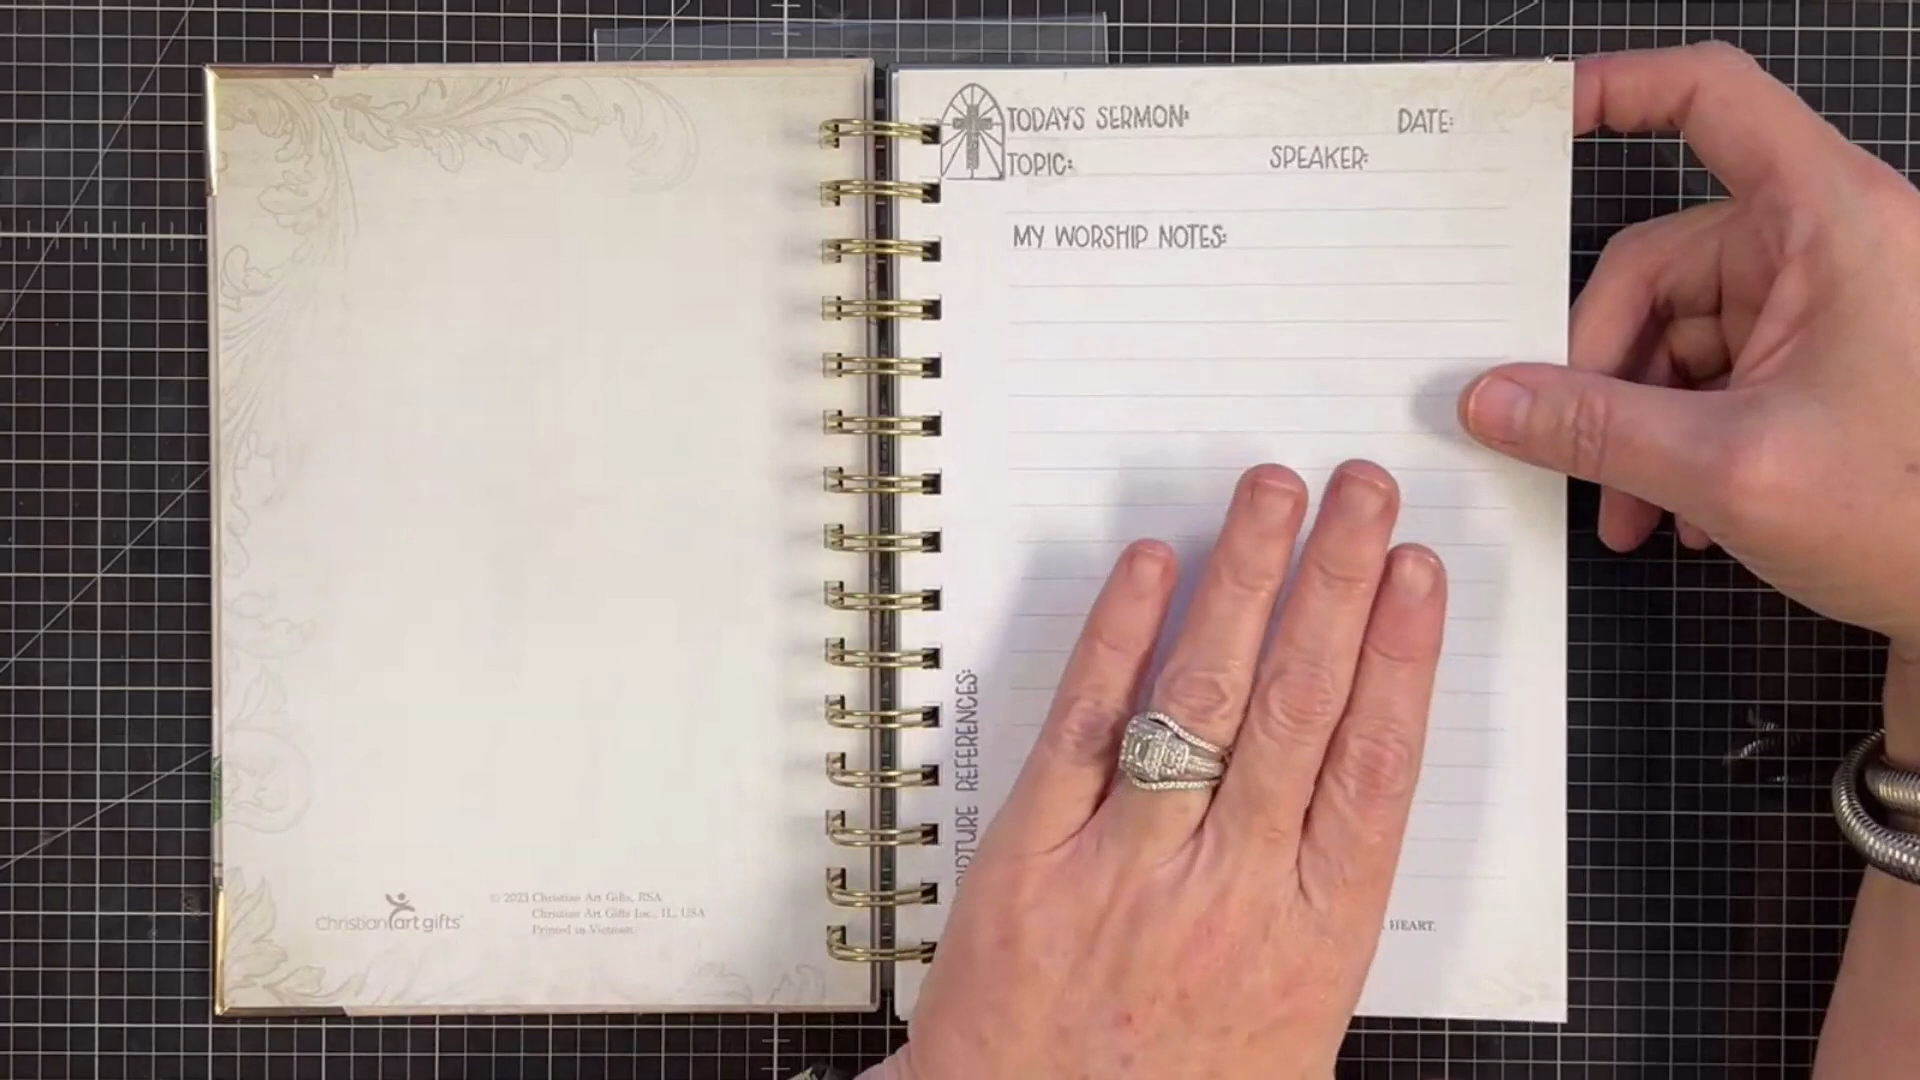 TODAY'S SERMON: DATE:
TOPIC: SPEAKER:
MY WORSHIP NOTES:
REFERENCES:
HEART.
christian art gifts®
© 2023 Christian Art Gifts, RSA
Christian Art Gifts Inc., IL, USA
Printed in Vietnam